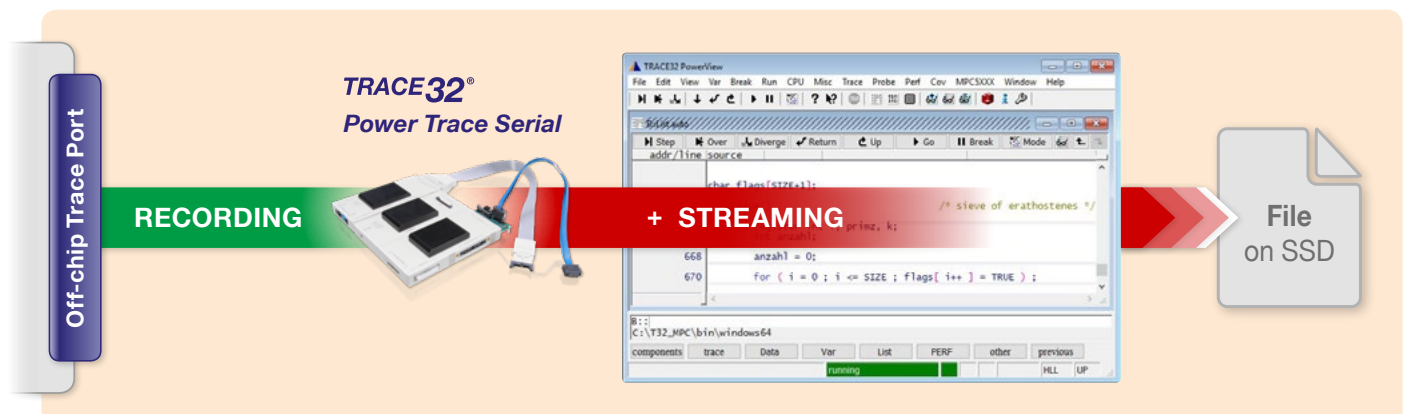 Off-chip Trace Port
TRACE32®
Power Trace Serial
RECORDING
+ STREAMING
TRACE32 PowerView
File Edit View Var Break Run CPU Misc Trace Probe Perf Cov MPC5XXX Window Help
Step Over Diverge Return Up Go Break Mode
addr/line source
char flags[SIZE+1];
/* sieve of erathostenes */
primz, k;
int anzahl;
668 anzahl = 0;
670 for ( i = 0 ; i <= SIZE ; flags[ i++ ] = TRUE ) ;
B::
C:\T32_MPC\bin\windows64
components trace Data Var List PERF other previous
running HLL UP
File
on SSD